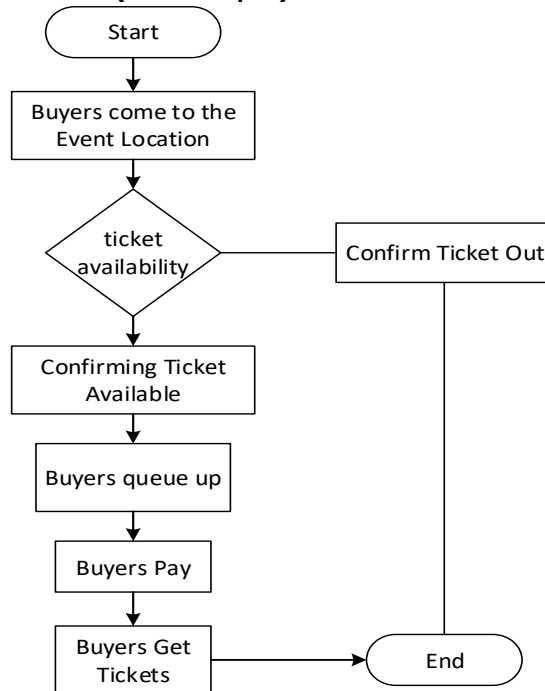 Start
Buyers come to the
Event Location
ticket
availability
Confirm Ticket Out
Confirming Ticket
Available
Buyers queue up
Buyers Pay
Buyers Get
Tickets
End